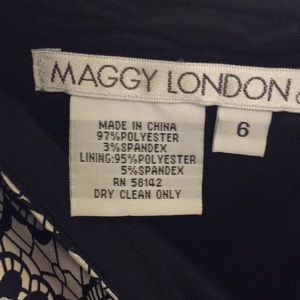 MAGGY LONDON
6
MADE IN CHINA
97%POLYESTER
3%SPANDEX
LINING:95%POLYESTER
5%SPANDEX
RN 58142
DRY CLEAN ONLY